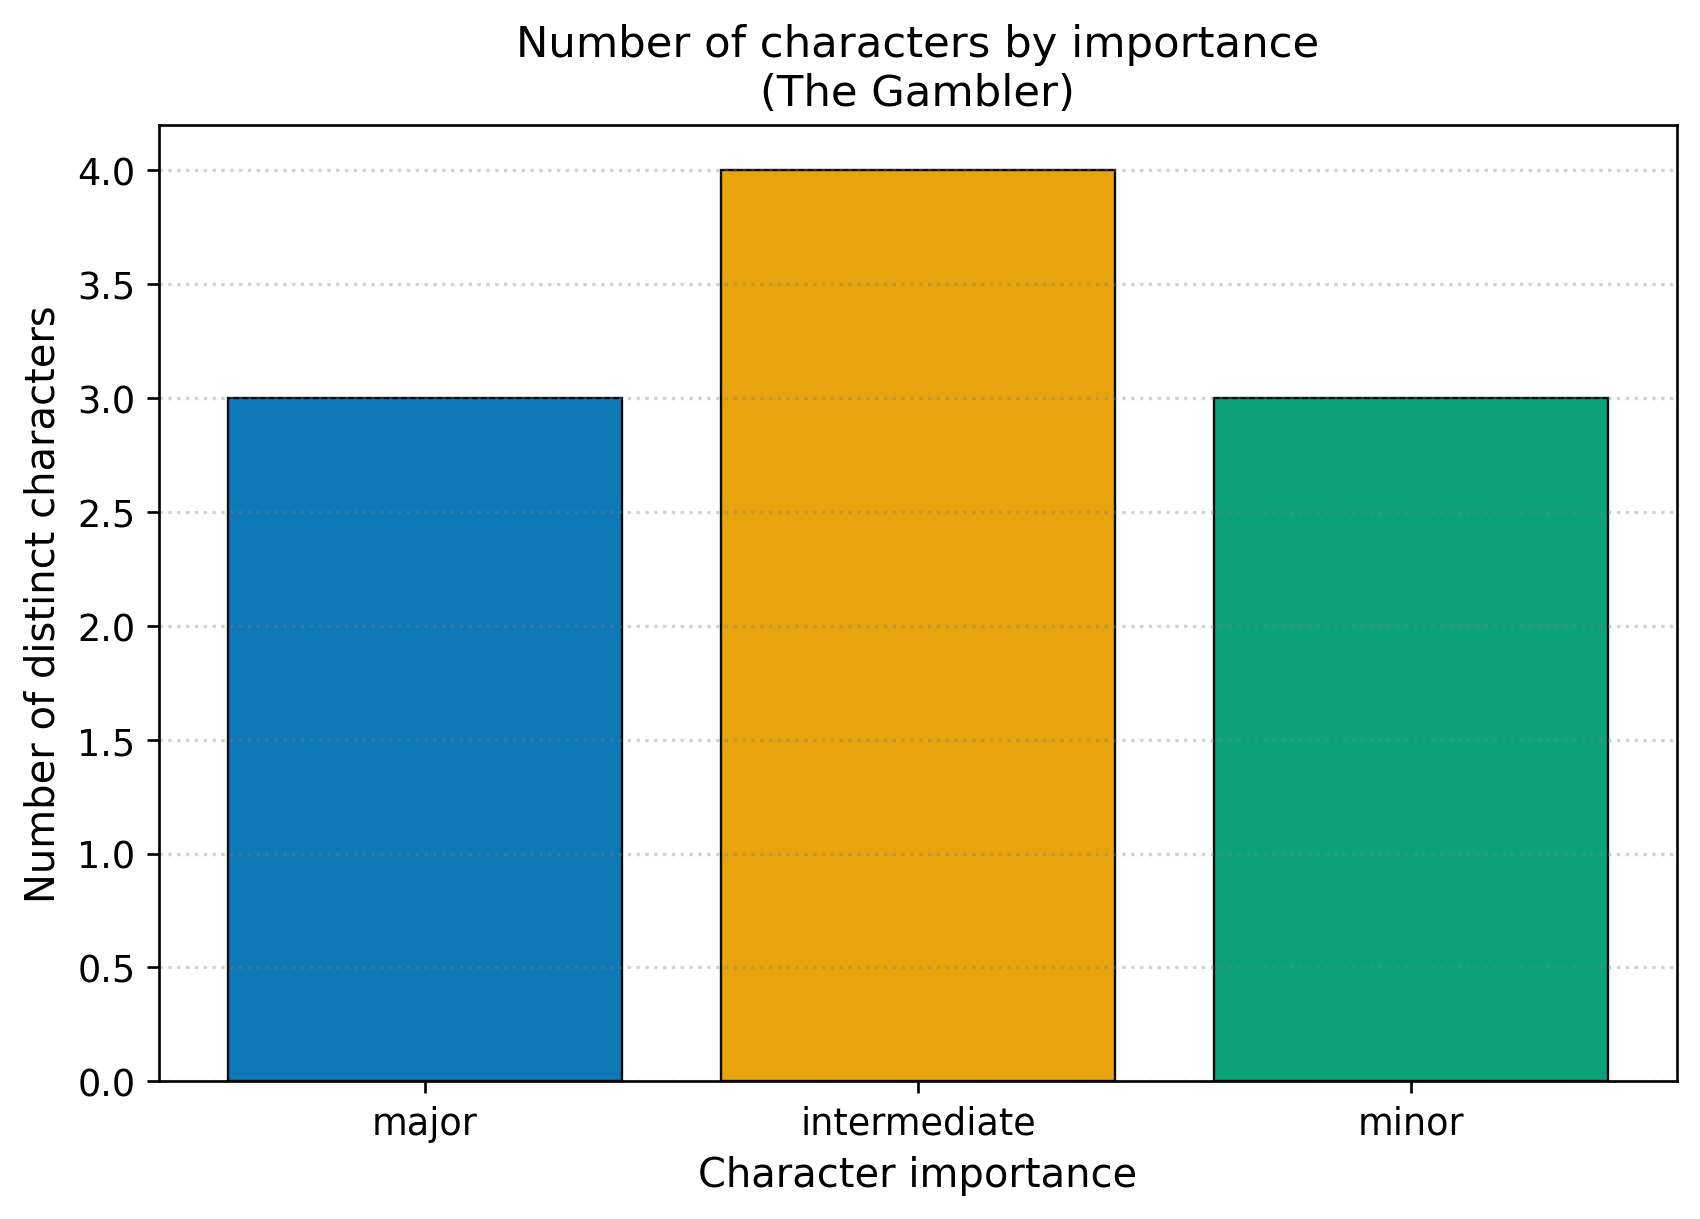 Number of characters by importance
(The Gambler)
Number of distinct characters
4.0
3.5
3.0
2.5
2.0
1.5
1.0
0.5
0.0
major
intermediate
minor
Character importance